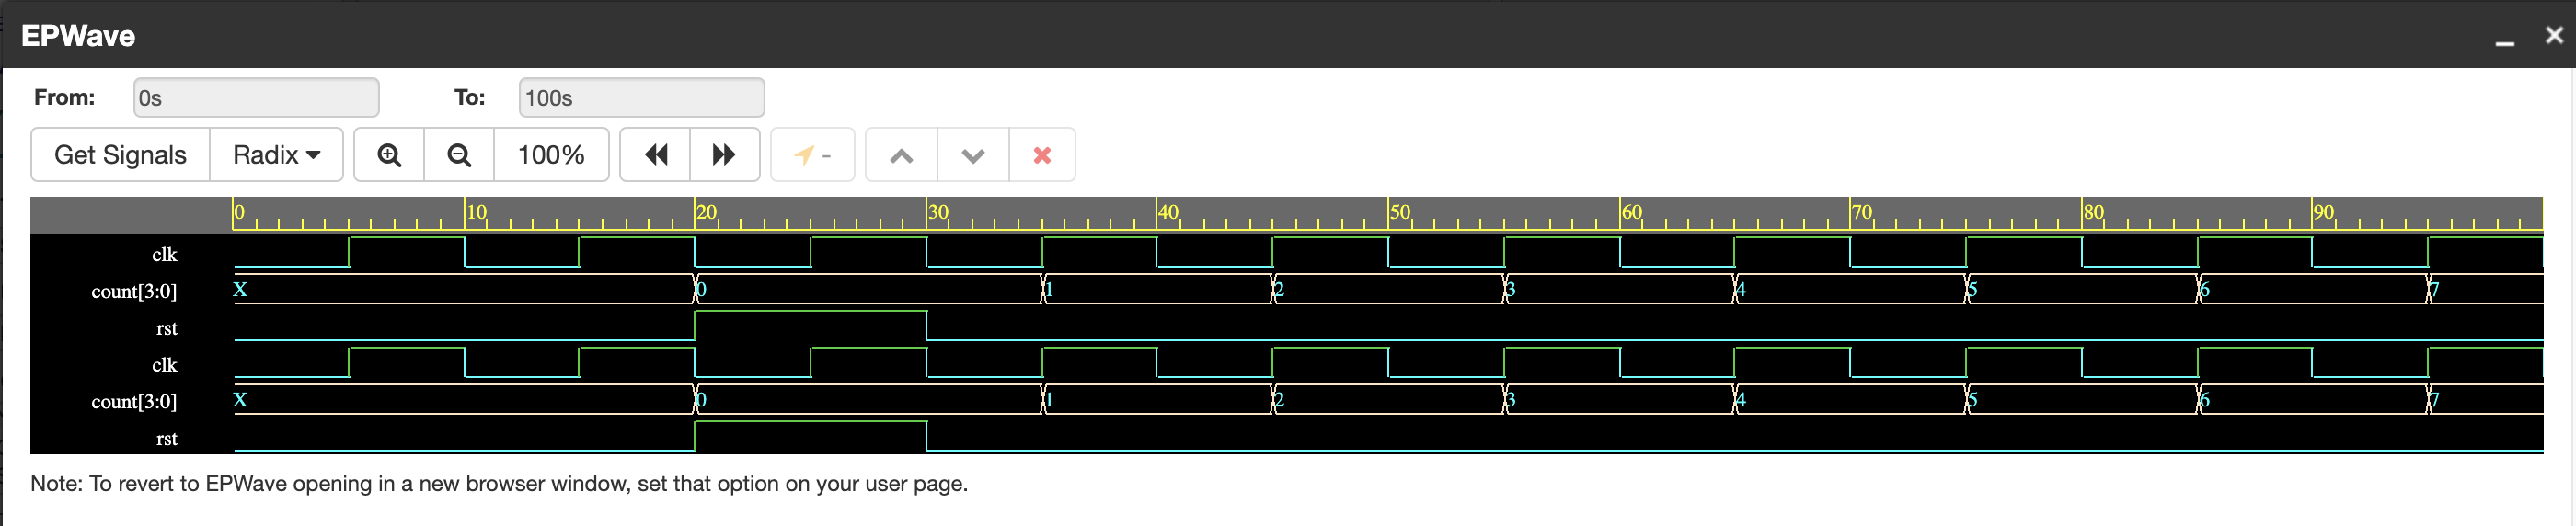 EPWave
From: 0s To: 100s
Get Signals Radix 100% -
0 10 20 30 40 50 60 70 80 90
clk
count[3:0] X 0 1 2 3 4 5 6 7
rst
clk
count[3:0] X 0 1 2 3 4 5 6 7
rst
Note: To revert to EPWave opening in a new browser window, set that option on your user page.